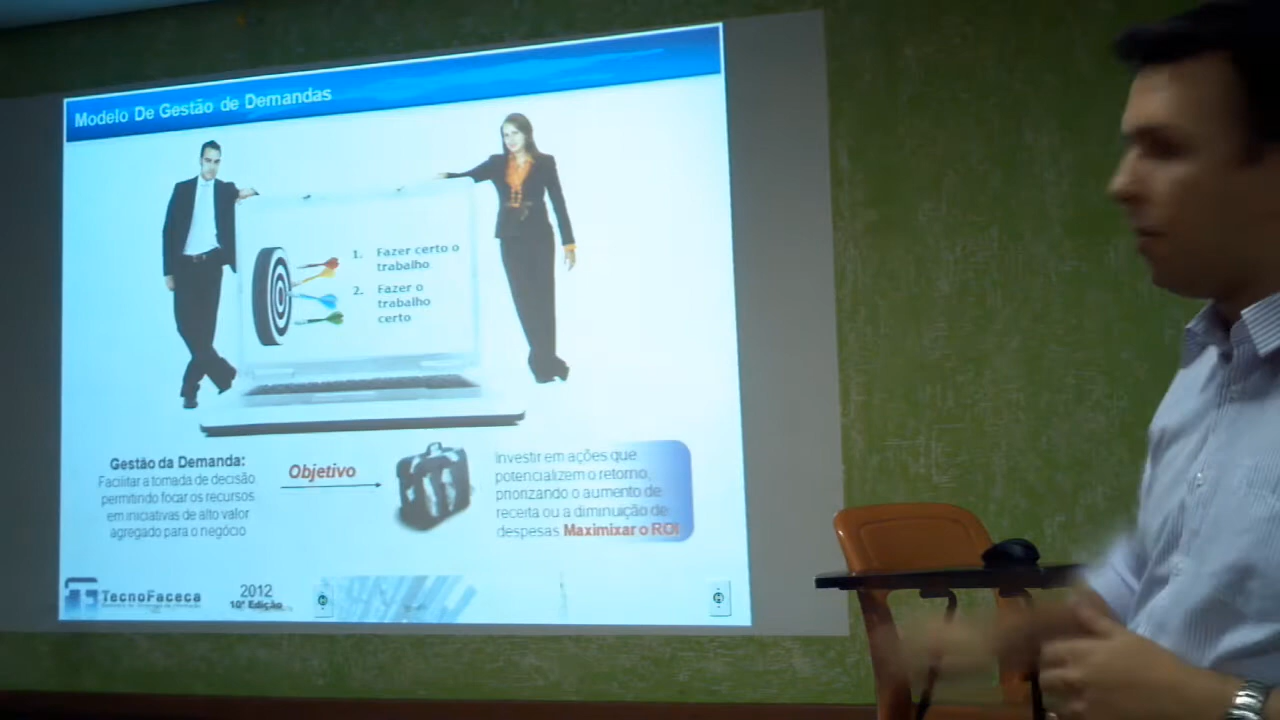 Modelo De Gestão de Demandas
1. Fazer certo o
trabalho
2. Fazer o
trabalho
certo
Gestão da Demanda:
Facilitar a tomada de decisão
permitindo focar os recursos
em iniciativas de alto valor
agregado para o negócio
Objetivo
Investir em ações que
potencializem o retorno,
priorizando o aumento de
receita ou a diminuição de
despesas Maximixar o ROI
TecnoFaceca
2012
10ª Edição